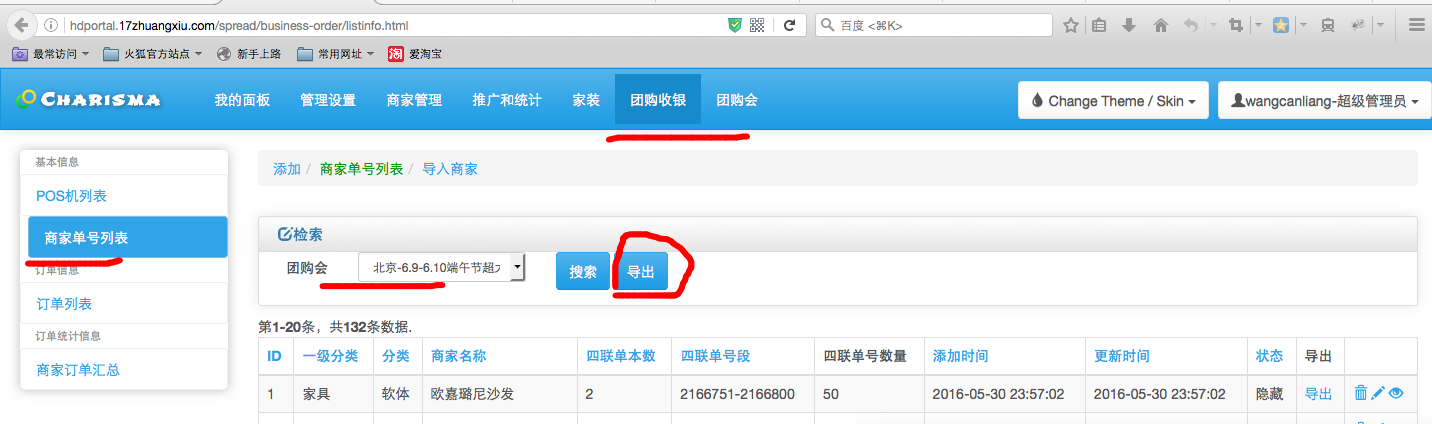 hdportal.17zhuangxiu.com/spread/business-order/listinfo.html
百度 <⌘K>
最常访问 火狐官方站点 新手上路 常用网址 淘 爱淘宝
CHARISMA 我的面板 管理设置 商家管理 推广和统计 家装 团购收银 团购会 Change Theme / Skin wangcanliang-超级管理员
基本信息
POS机列表
商家单号列表
订单信息
订单列表
订单统计信息
商家订单汇总
添加 / 商家单号列表 / 导入商家
检索
团购会 北京-6.9-6.10端午节超 搜索 导出
第1-20条，共132条数据.
ID 一级分类 分类 商家名称 四联单本数 四联单号段 四联单号数量 添加时间 更新时间 状态 导出
1 家具 软体 欧嘉璐尼沙发 2 2166751-2166800 50 2016-05-30 23:57:02 2016-05-30 23:57:02 隐藏 导出